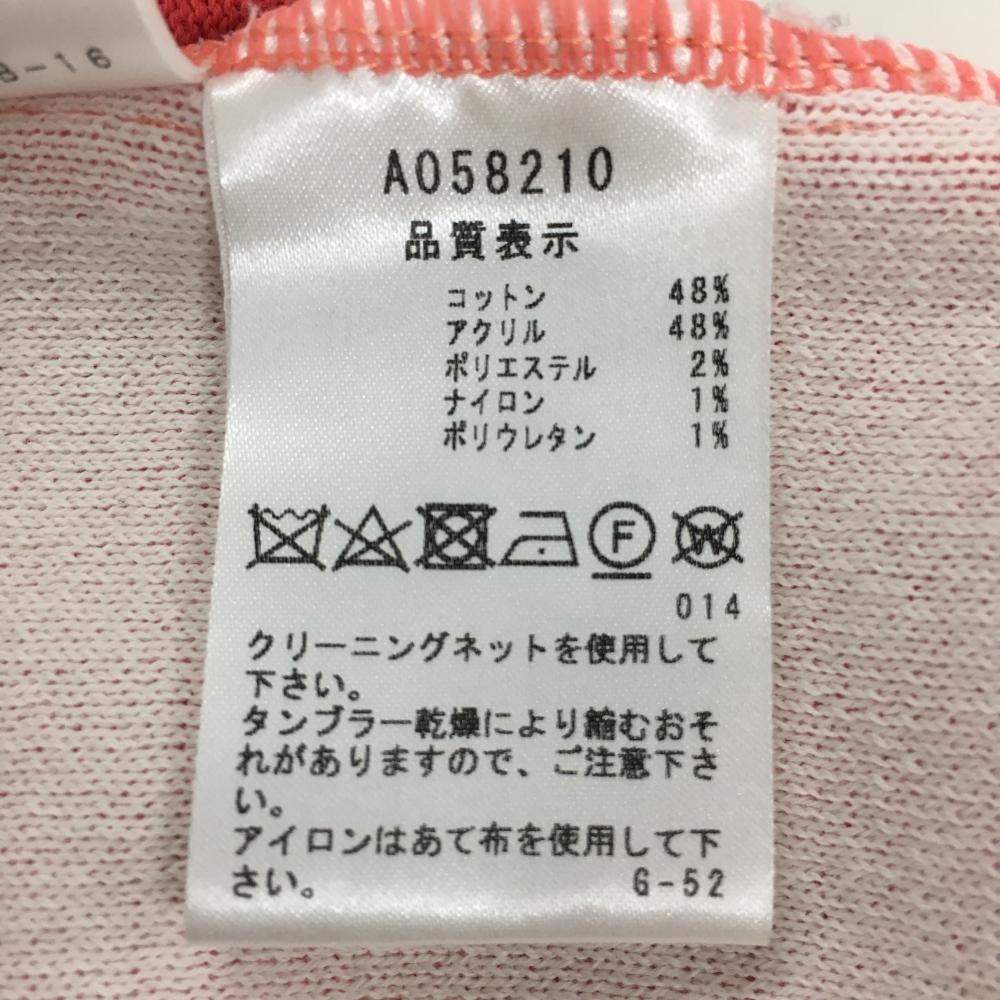 8-16
A058210
品質表示
コットン 48%
アクリル 48%
ポリエステル 2%
ナイロン 1%
ポリウレタン 1%
F W
014
クリーニングネットを使用して
下さい。
タンブラー乾燥により縮むおそ
れがありますので、ご注意下さ
い。
アイロンはあて布を使用して下
さい。 G-52